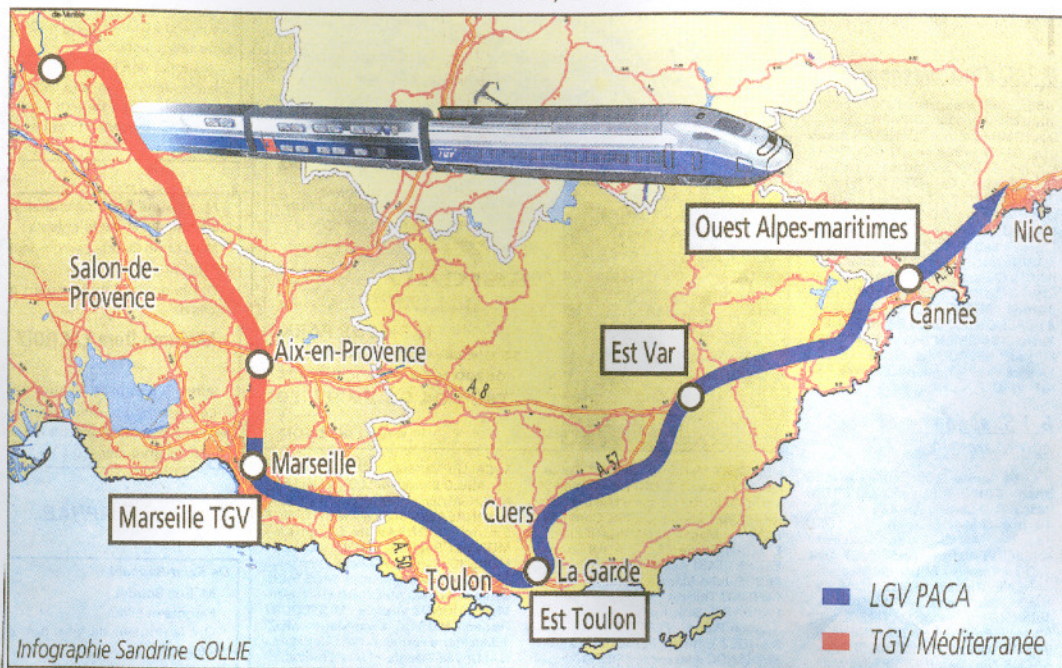 Ouest Alpes-maritimes
Nice
Salon-de-
Provence
Cannes
Est Var
Aix-en-Provence
A.8
A.57
Marseille
Marseille TGV
Cuers
A.50
Toulon
La Garde
Est Toulon
LGV PACA
TGV Méditerranée
Infographie Sandrine COLLIE